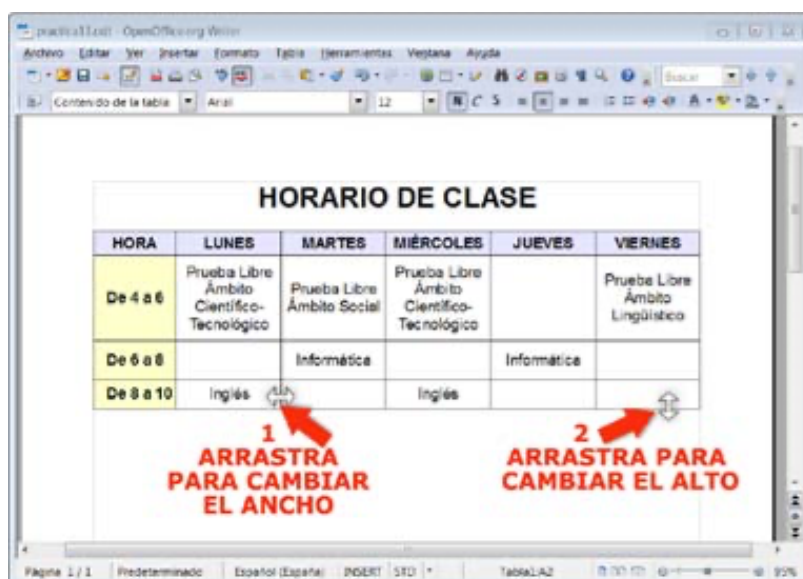 practica11.odt - OpenOffice.org Writer
Archivo Editar Ver Insertar Formato Tabla Herramientas Ventana Ayuda
Buscar
Contenido de la tabla Arial 12 N C S
HORARIO DE CLASE
HORA LUNES MARTES MIÉRCOLES JUEVES VIERNES
De 4 a 6
Prueba Libre
Ámbito
Científico-
Tecnológico
Prueba Libre
Ámbito Social
Prueba Libre
Ámbito
Científico-
Tecnológico
Prueba Libre
Ámbito
Lingüístico
De 6 a 8 Informática Informática
De 8 a 10 Inglés Inglés
1
ARRASTRA
PARA CAMBIAR
EL ANCHO
2
ARRASTRA PARA
CAMBIAR EL ALTO
Página 1 / 1 Predeterminado Español (España) INSERT STD * Tabla1:A2 95%